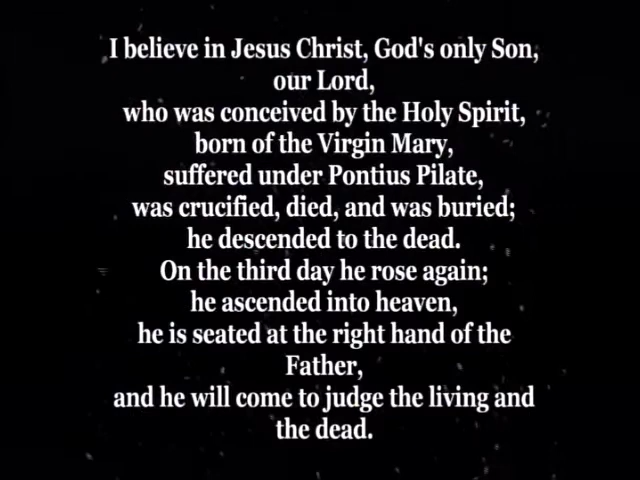 I believe in Jesus Christ, God's only Son,
our Lord,
who was conceived by the Holy Spirit,
born of the Virgin Mary,
suffered under Pontius Pilate,
was crucified, died, and was buried;
he descended to the dead.
On the third day he rose again;
he ascended into heaven,
he is seated at the right hand of the
Father,
and he will come to judge the living and
the dead.